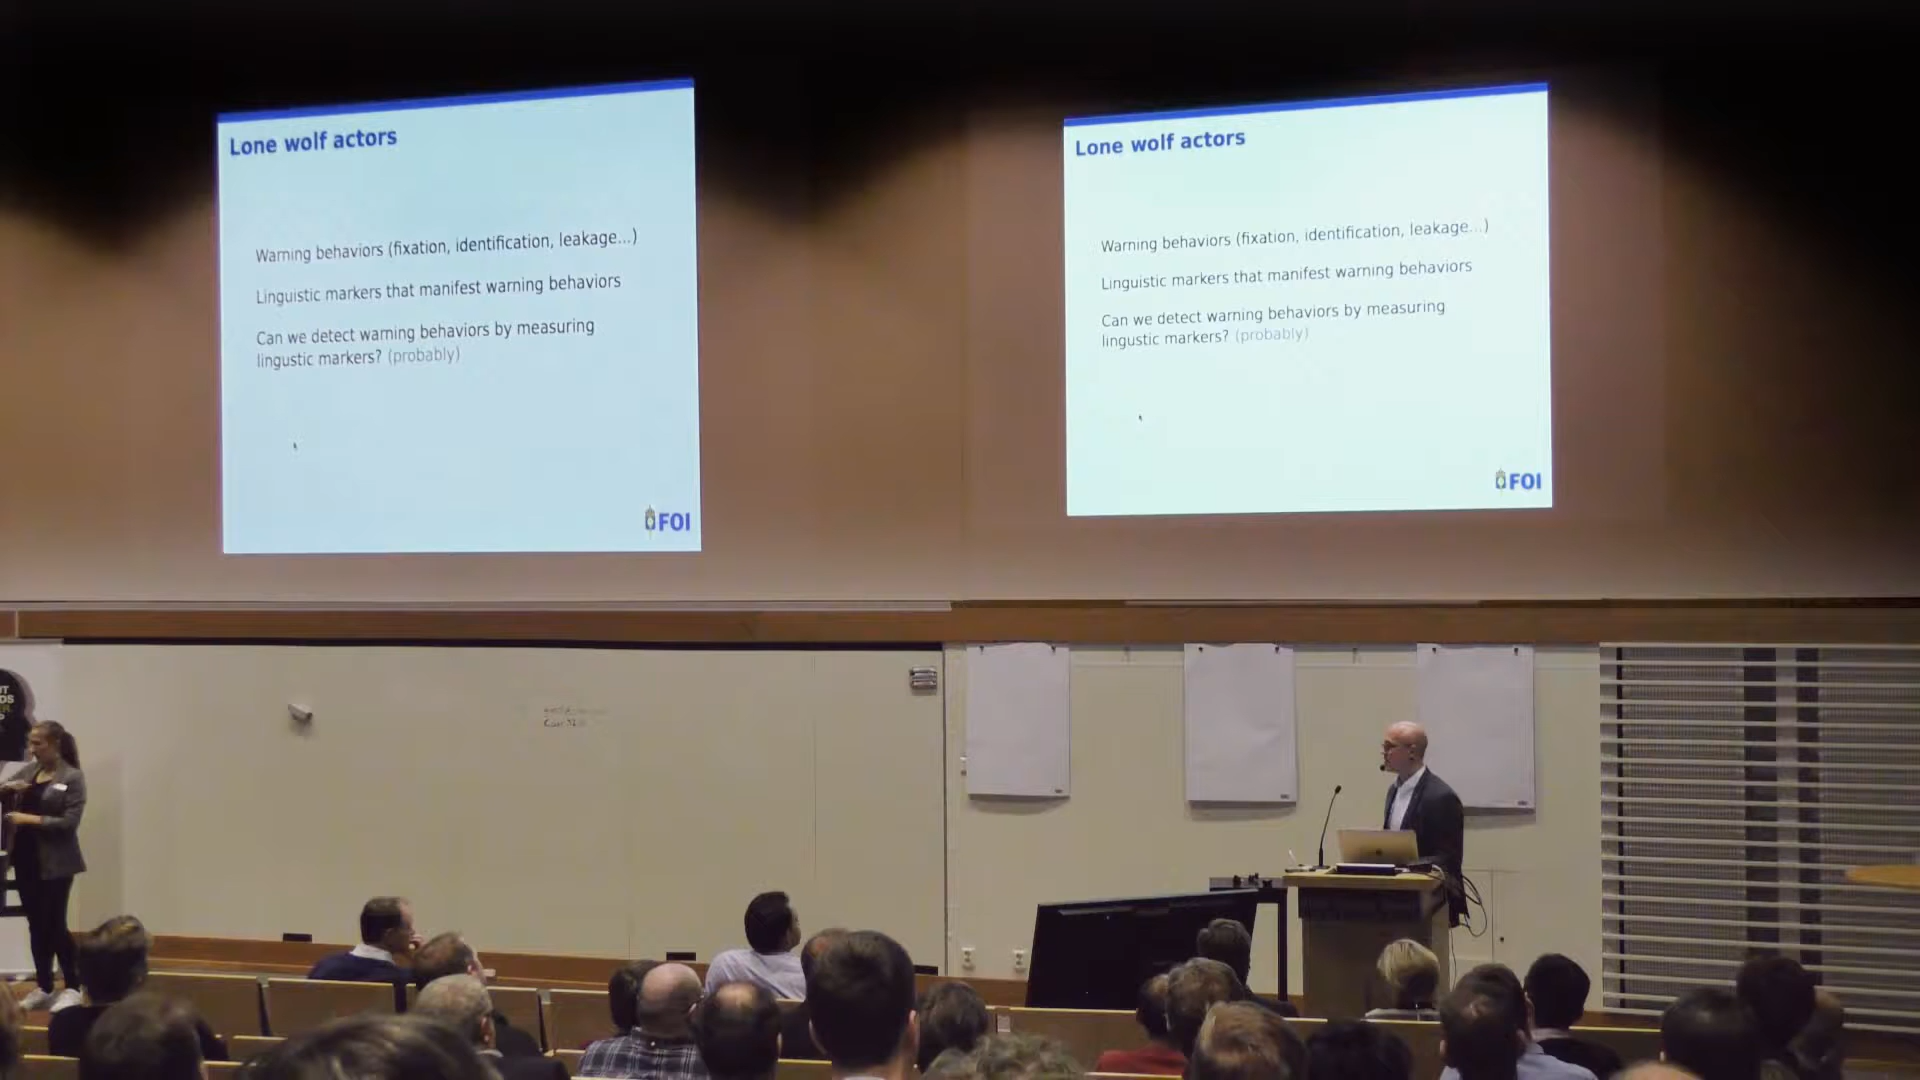 Lone wolf actors
Warning behaviors (fixation, identification, leakage...)
Linguistic markers that manifest warning behaviors
Can we detect warning behaviors by measuring
lingustic markers? (probably)
FOI
Lone wolf actors
Warning behaviors (fixation, identification, leakage...)
Linguistic markers that manifest warning behaviors
Can we detect warning behaviors by measuring
lingustic markers? (probably)
FOI